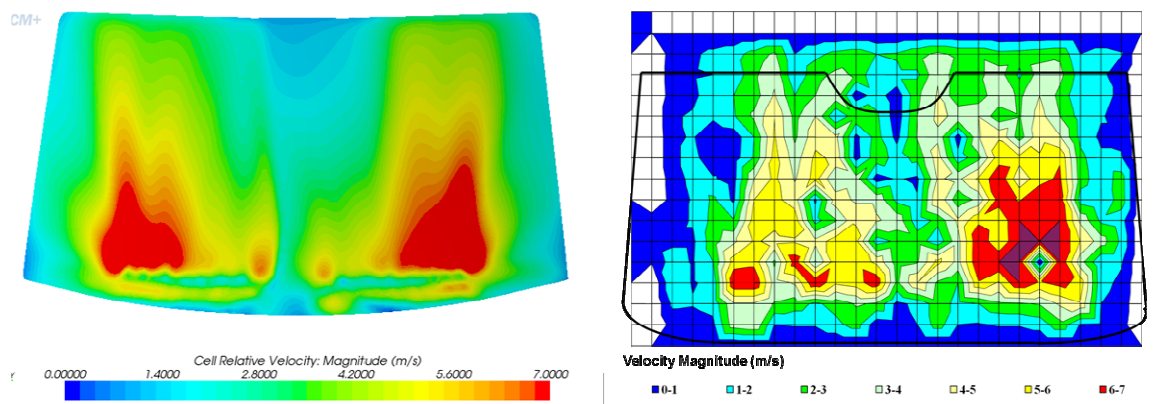 CM+
Cell Relative Velocity: Magnitude (m/s)
0.00000 1.4000 2.8000 4.2000 5.6000 7.0000
Velocity Magnitude (m/s)
0-1 1-2 2-3 3-4 4-5 5-6 6-7